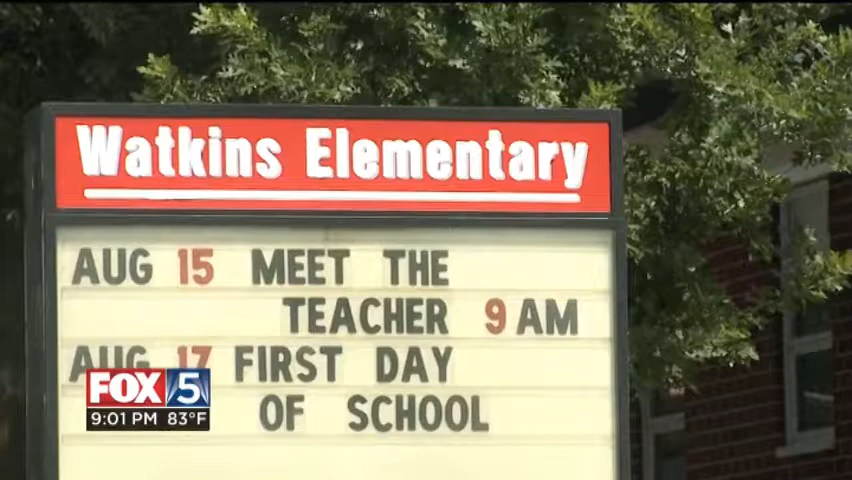 Watkins Elementary
AUG 15 MEET THE
TEACHER 9 AM
AUG 17 FIRST DAY
OF SCHOOL
FOX 5
9:01 PM 83°F